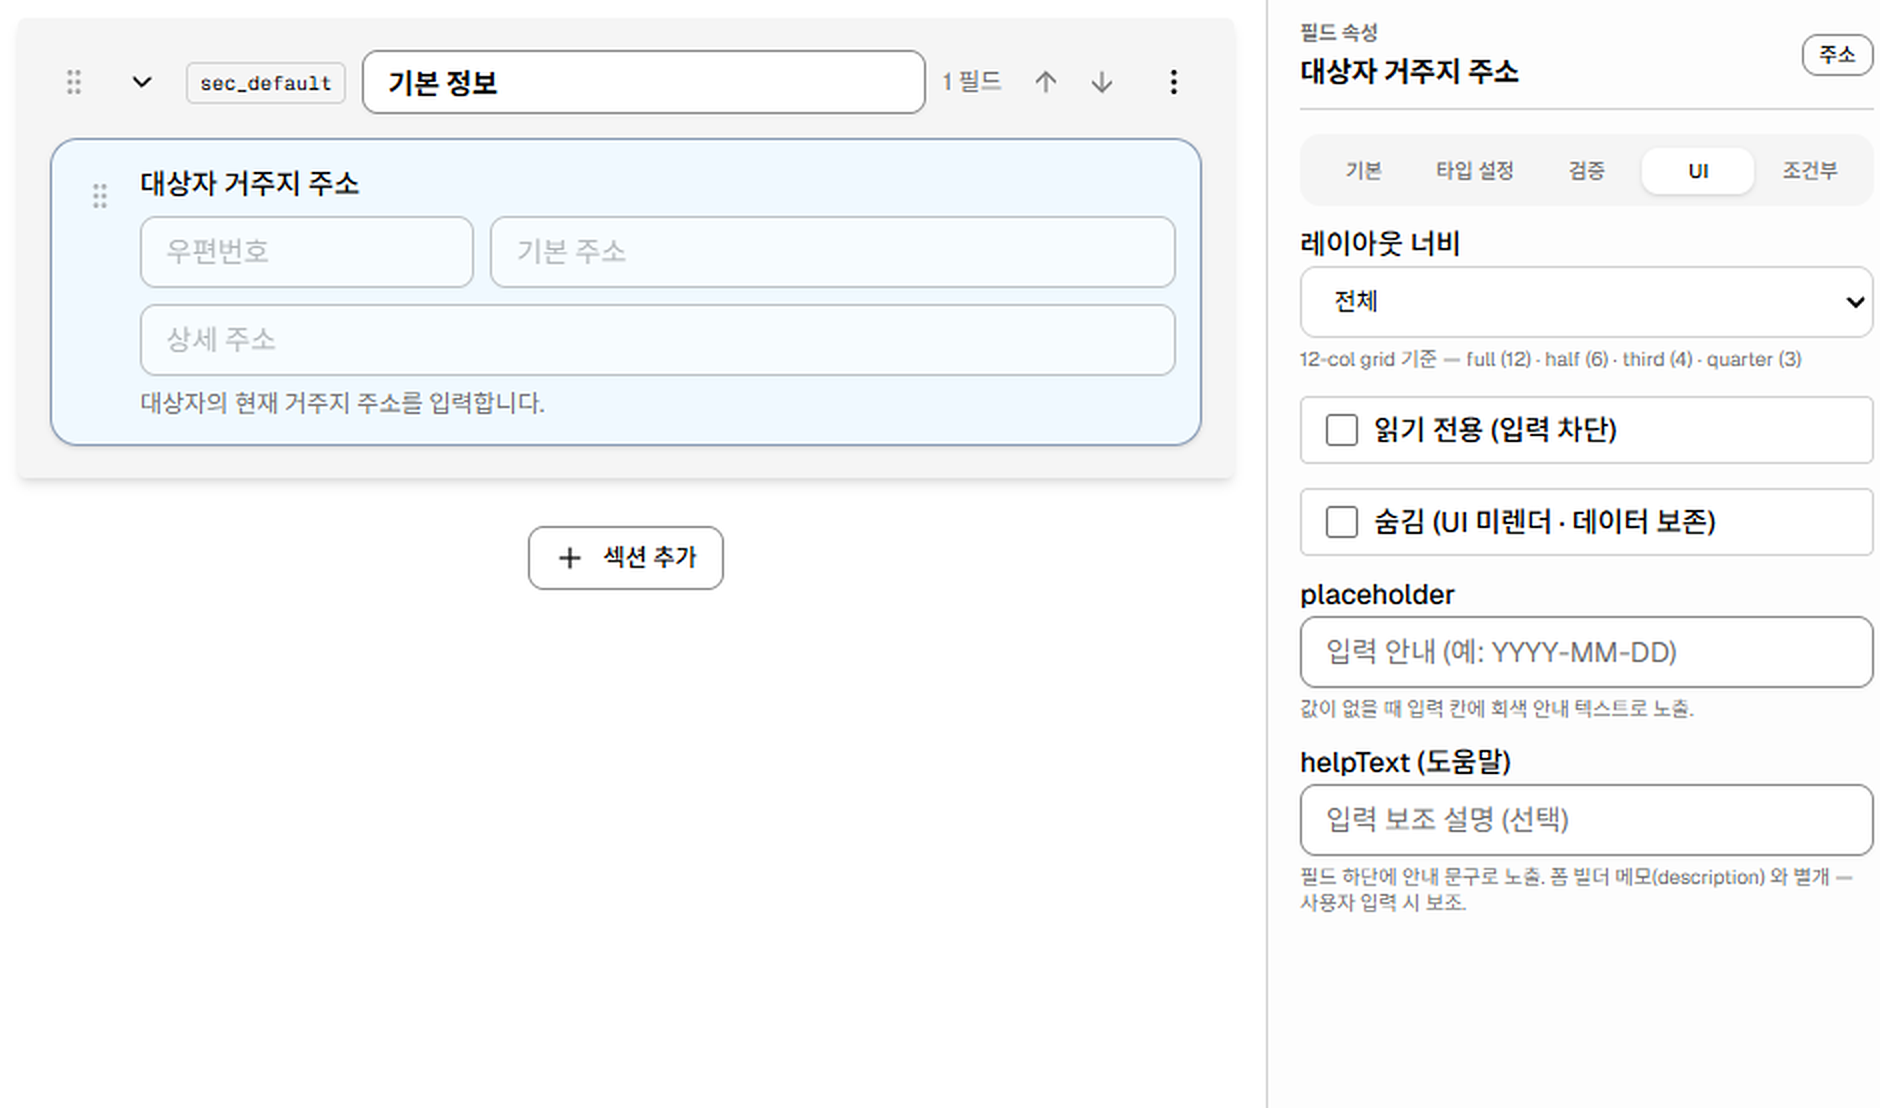 sec_default
기본 정보
1 필드
대상자 거주지 주소
우편번호
기본 주소
상세 주소
대상자의 현재 거주지 주소를 입력합니다.
섹션 추가
필드 속성
대상자 거주지 주소
주소
기본
타입 설정
검증
UI
조건부
레이아웃 너비
전체
12-col grid 기준 — full (12) · half (6) · third (4) · quarter (3)
읽기 전용 (입력 차단)
숨김 (UI 미렌더 · 데이터 보존)
placeholder
입력 안내 (예: YYYY-MM-DD)
값이 없을 때 입력 칸에 회색 안내 텍스트로 노출.
helpText (도움말)
입력 보조 설명 (선택)
필드 하단에 안내 문구로 노출. 폼 빌더 메모(description) 와 별개 —
사용자 입력 시 보조.